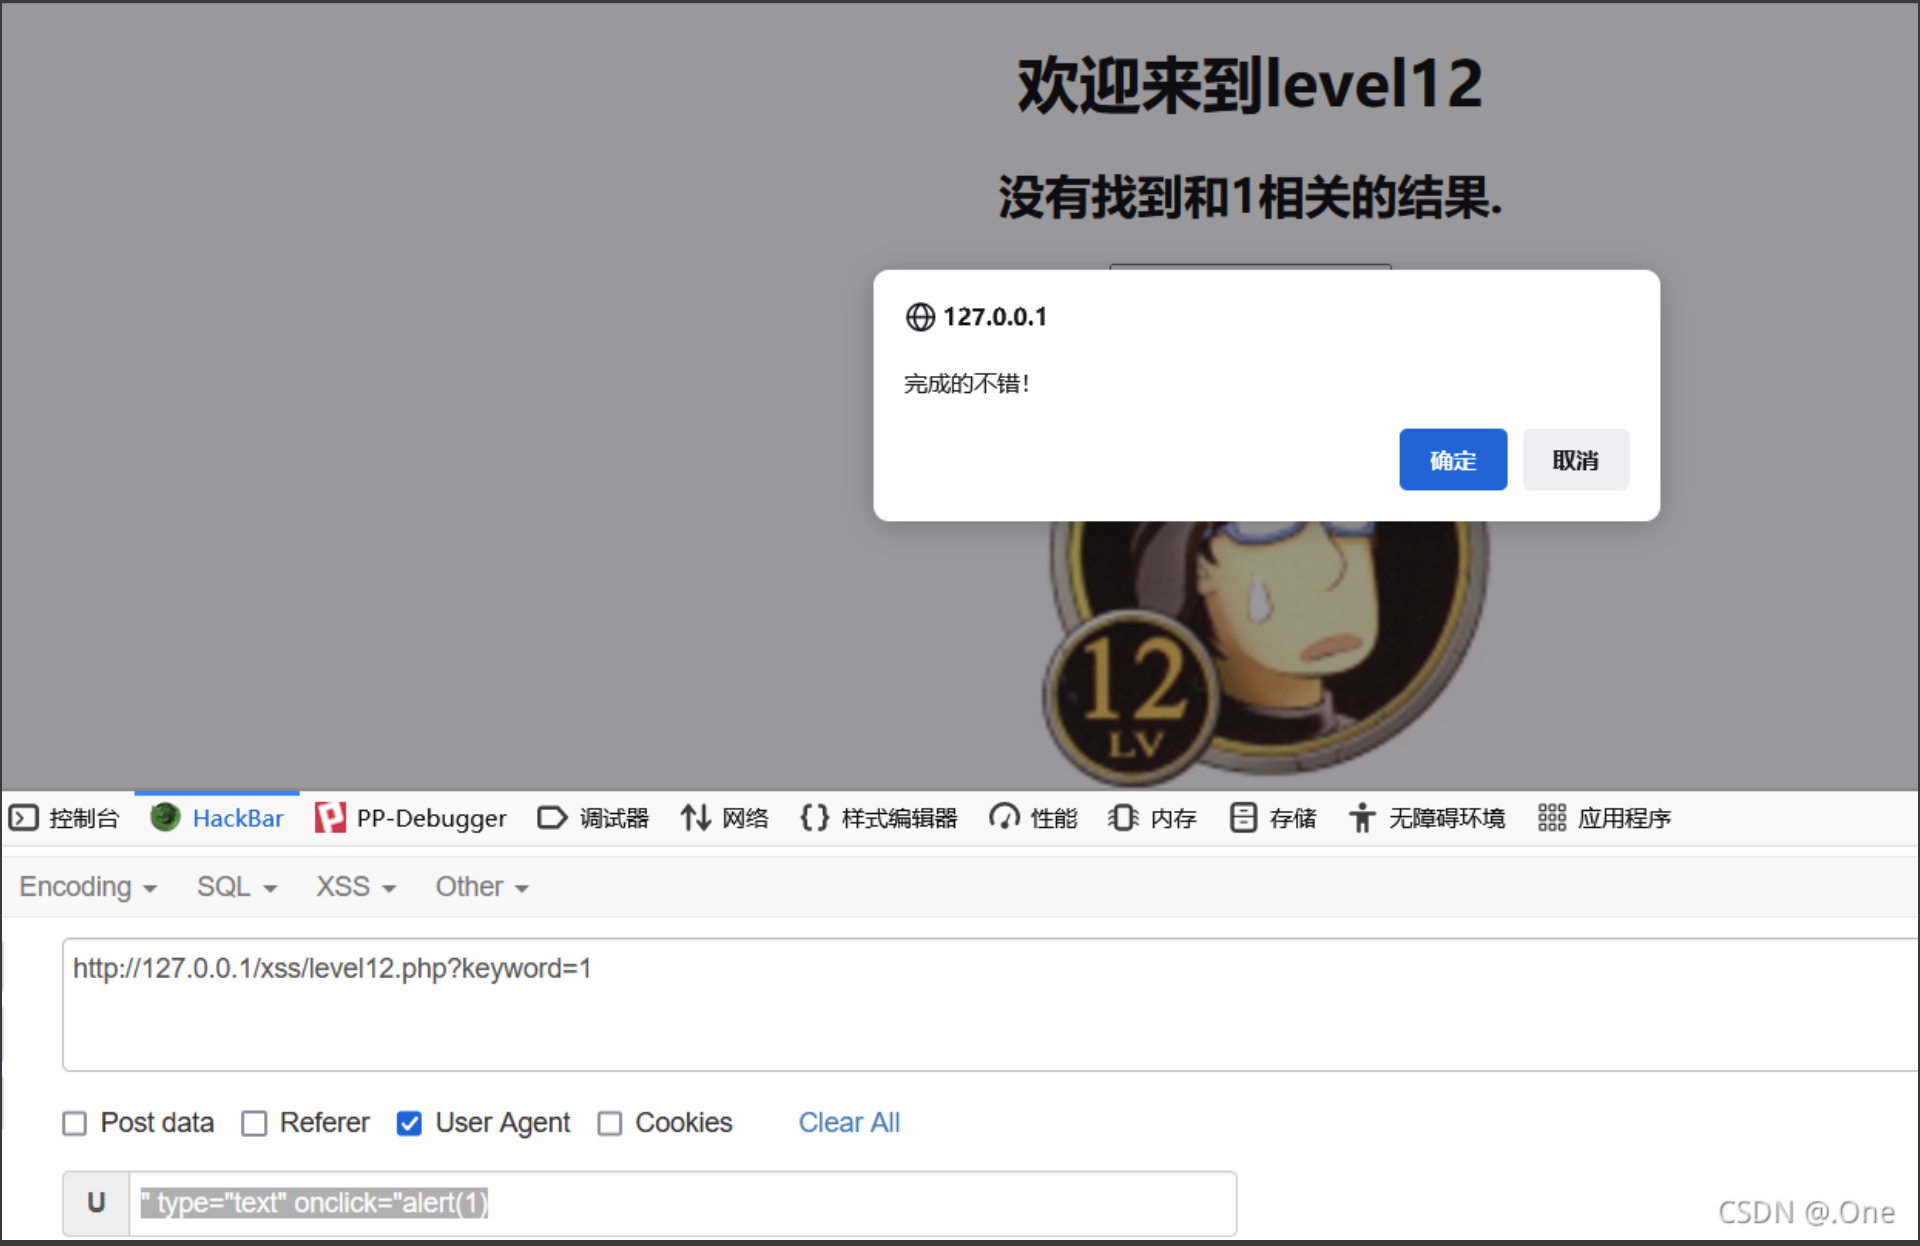 欢迎来到level12
没有找到和1相关的结果.
127.0.0.1
完成的不错！
确定 取消
12
LV
控制台 HackBar PP-Debugger 调试器 网络 样式编辑器 性能 内存 存储 无障碍环境 应用程序
Encoding SQL XSS Other
http://127.0.0.1/xss/level12.php?keyword=1
Post data Referer User Agent Cookies Clear All
U " type="text" onclick="alert(1)
CSDN @.One